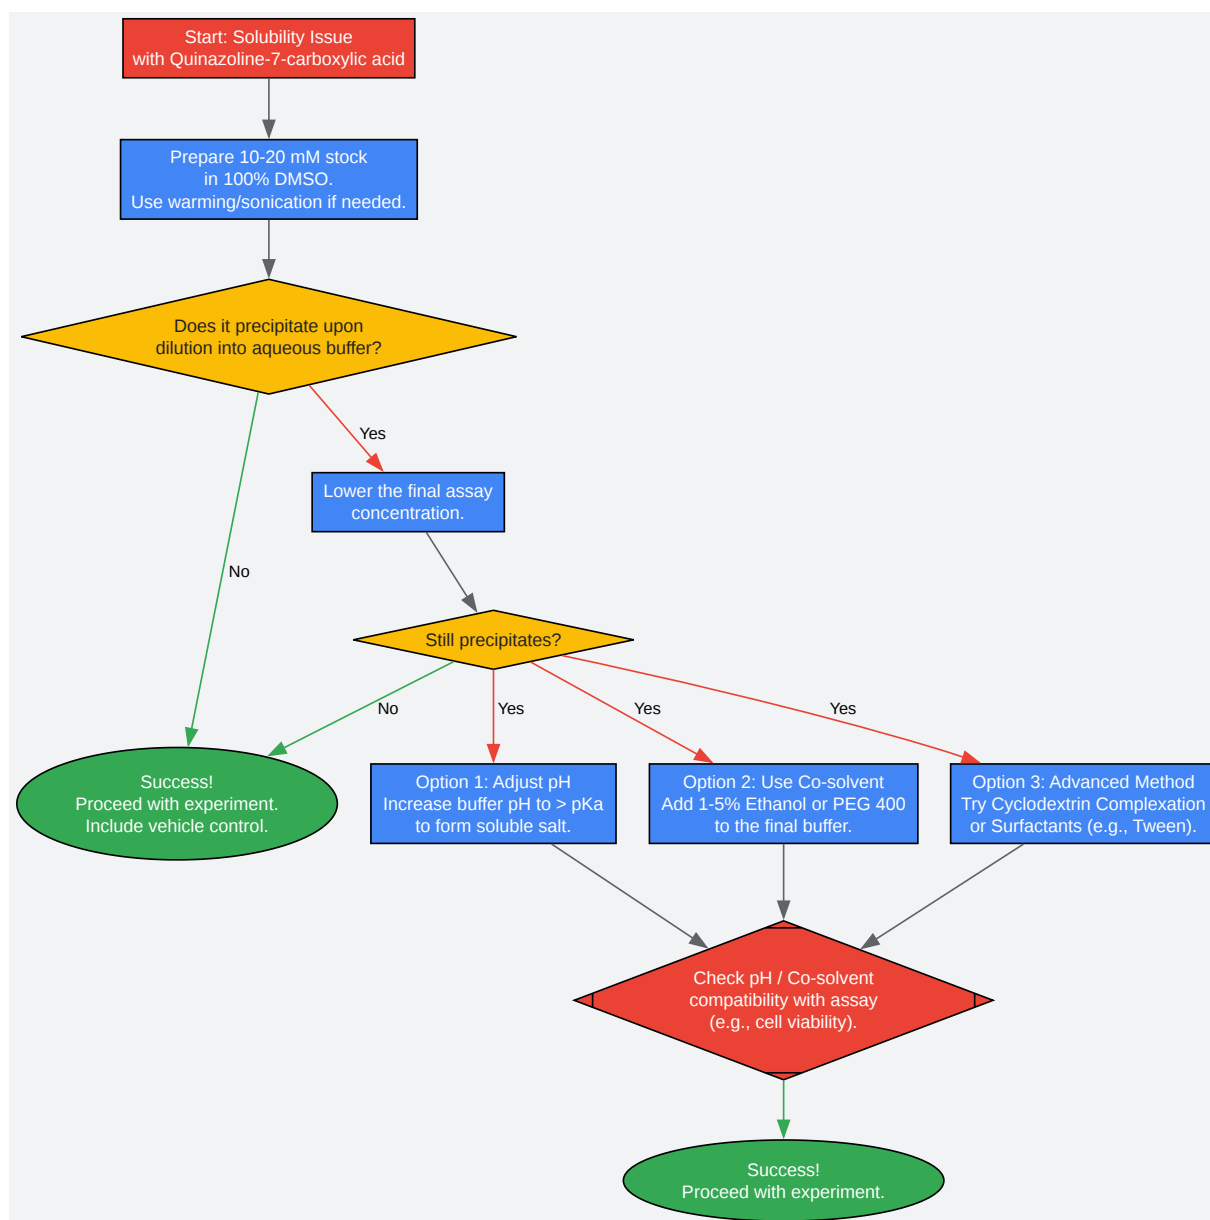 Start: Solubility Issue
with Quinazoline-7-carboxylic acid
Prepare 10-20 mM stock
in 100% DMSO.
Use warming/sonication if needed.
Does it precipitate upon
dilution into aqueous buffer?
Yes
Lower the final assay
concentration.
No
Still precipitates?
No
Yes
Yes
Yes
Success!
Proceed with experiment.
Include vehicle control.
Option 1: Adjust pH
Increase buffer pH to > pKa
to form soluble salt.
Option 2: Use Co-solvent
Add 1-5% Ethanol or PEG 400
to the final buffer.
Option 3: Advanced Method
Try Cyclodextrin Complexation
or Surfactants (e.g., Tween).
Check pH / Co-solvent
compatibility with assay
(e.g., cell viability).
Success!
Proceed with experiment.